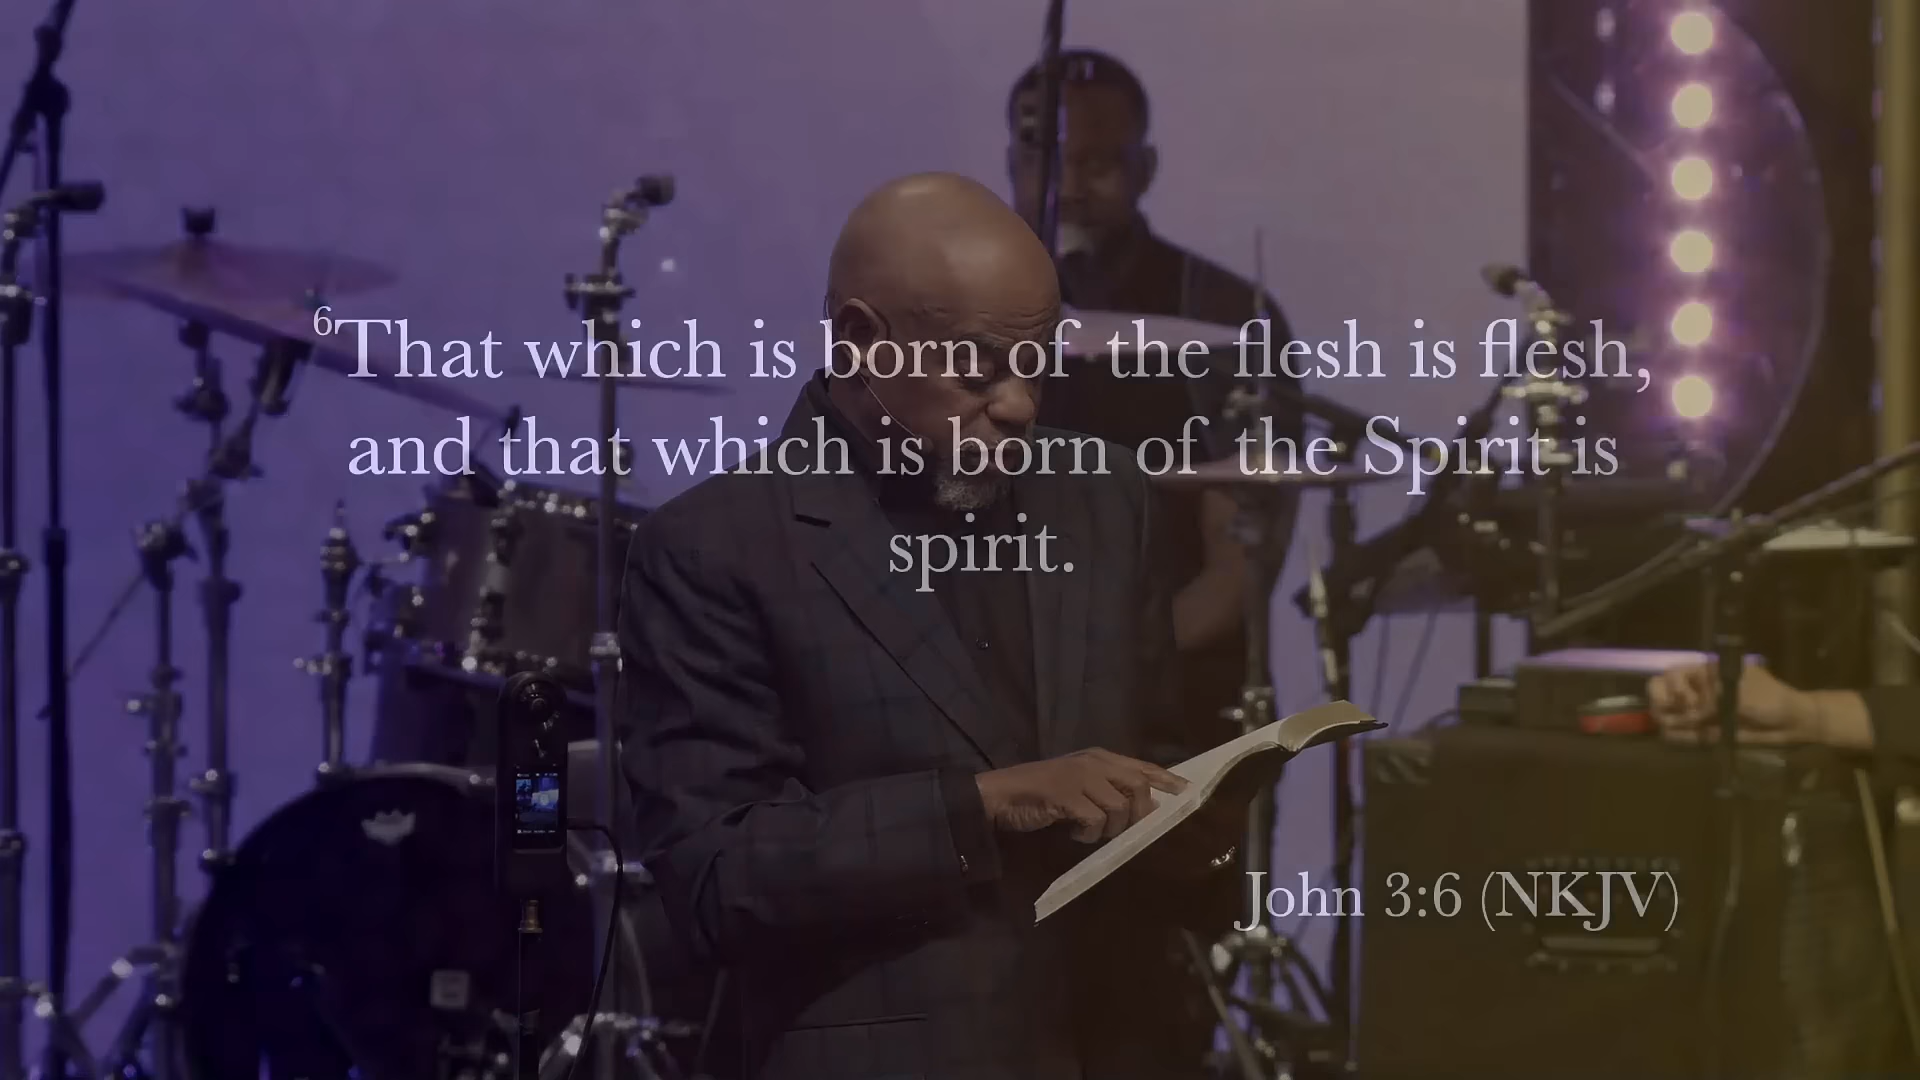 ⁶That which is born of the flesh is flesh,
and that which is born of the Spirit is
spirit.
John 3:6 (NKJV)